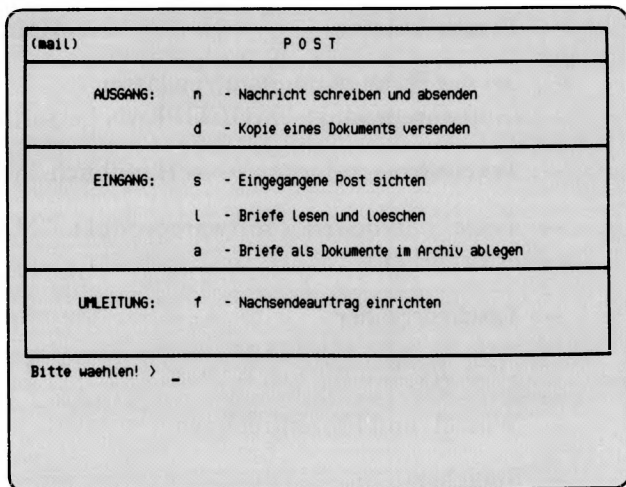 (mail) P O S T
AUSGANG: n - Nachricht schreiben und absenden
d - Kopie eines Dokuments versenden
EINGANG: s - Eingegangene Post sichten
l - Briefe lesen und loeschen
a - Briefe als Dokumente im Archiv ablegen
UMLEITUNG: f - Nachsendeauftrag einrichten
Bitte waehlen! > _